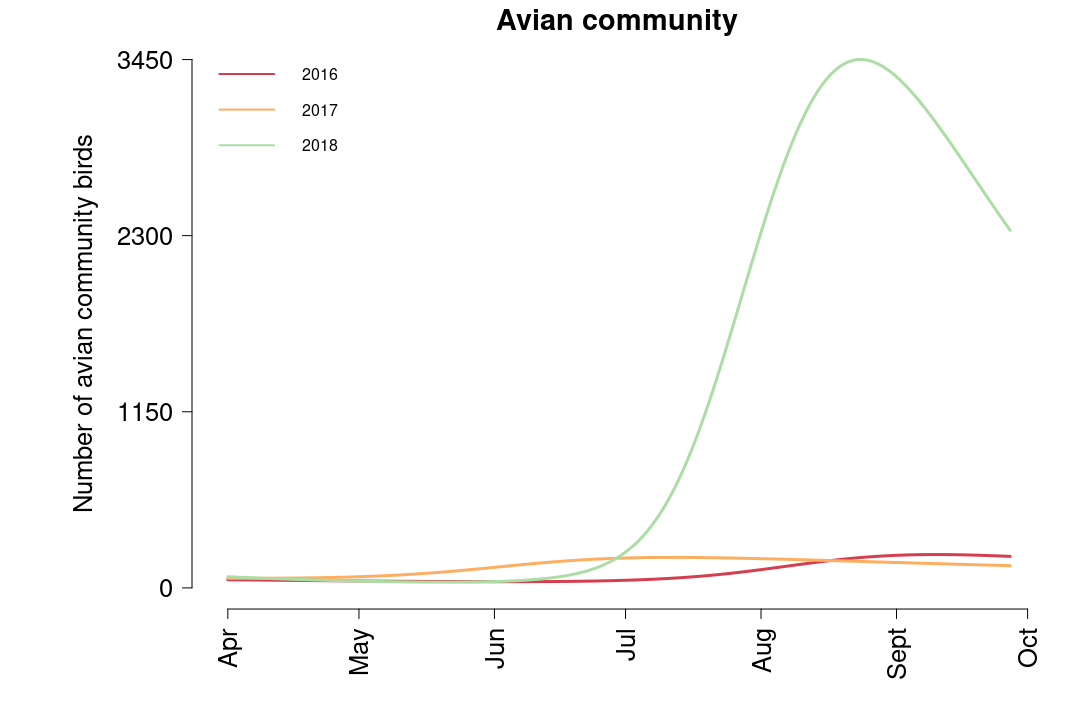 Avian community
Number of avian community birds
3450
2300
1150
0
2016
2017
2018
Apr
May
Jun
Jul
Aug
Sept
Oct